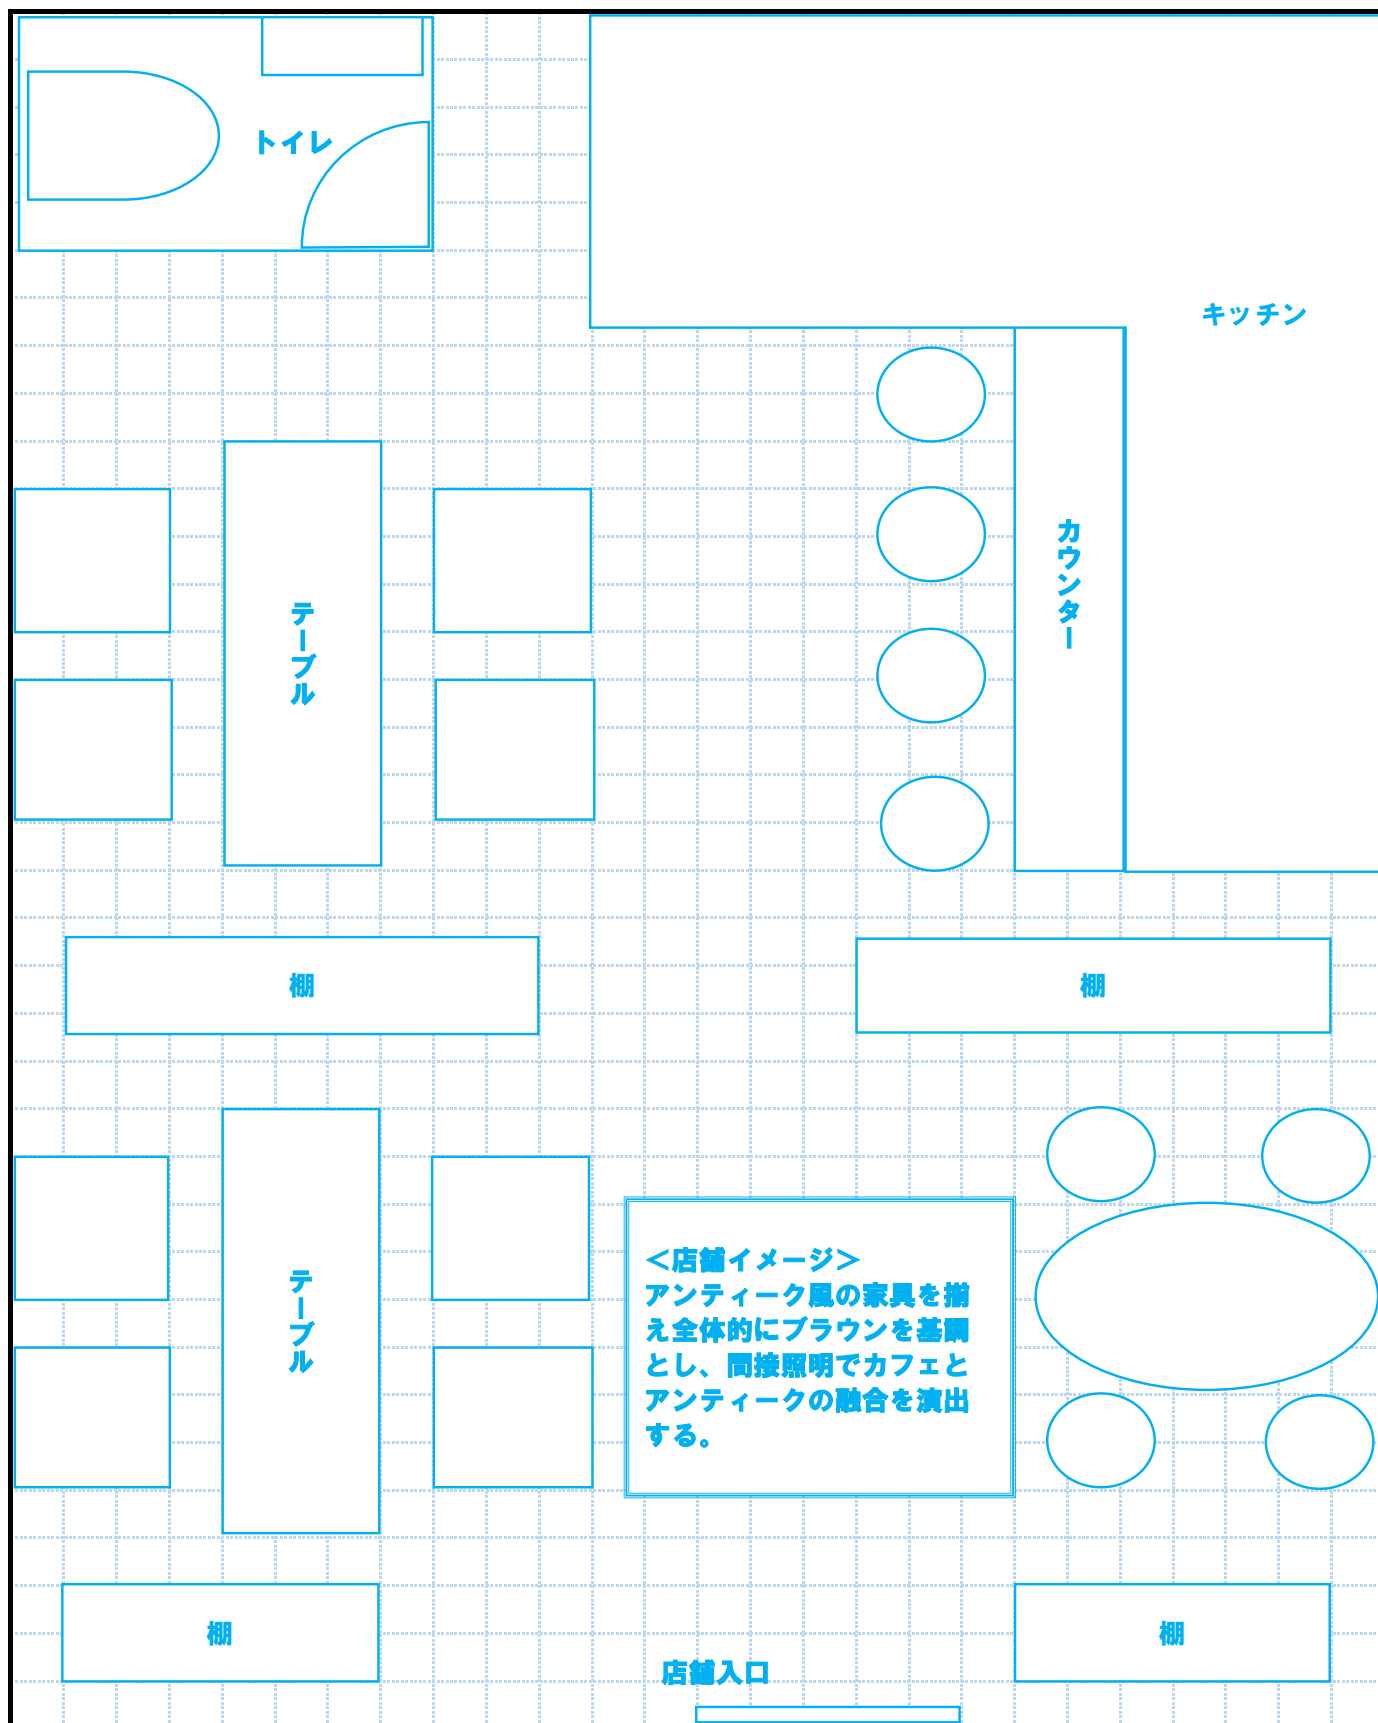 トイレ
キッチン
カウンター
テーブル
棚
棚
テーブル
＜店舗イメージ＞
アンティーク風の家具を揃
え全体的にブラウンを基調
とし、間接照明でカフェと
アンティークの融合を演出
する。
棚
棚
店舗入口